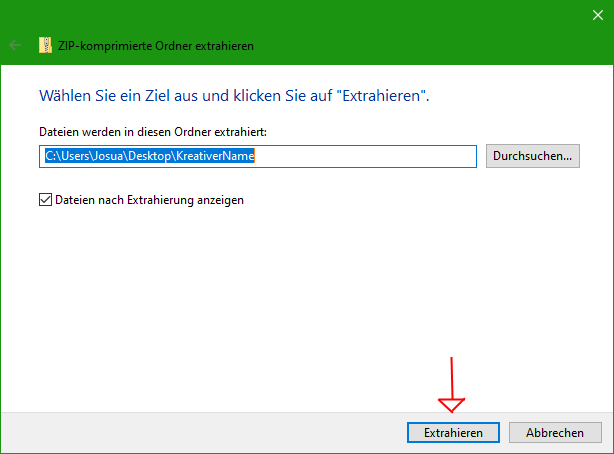 ZIP-komprimierte Ordner extrahieren
Wählen Sie ein Ziel aus und klicken Sie auf "Extrahieren".
Dateien werden in diesen Ordner extrahiert:
C:\Users\Josua\Desktop\KreativerName
Durchsuchen...
Dateien nach Extrahierung anzeigen
Extrahieren
Abbrechen